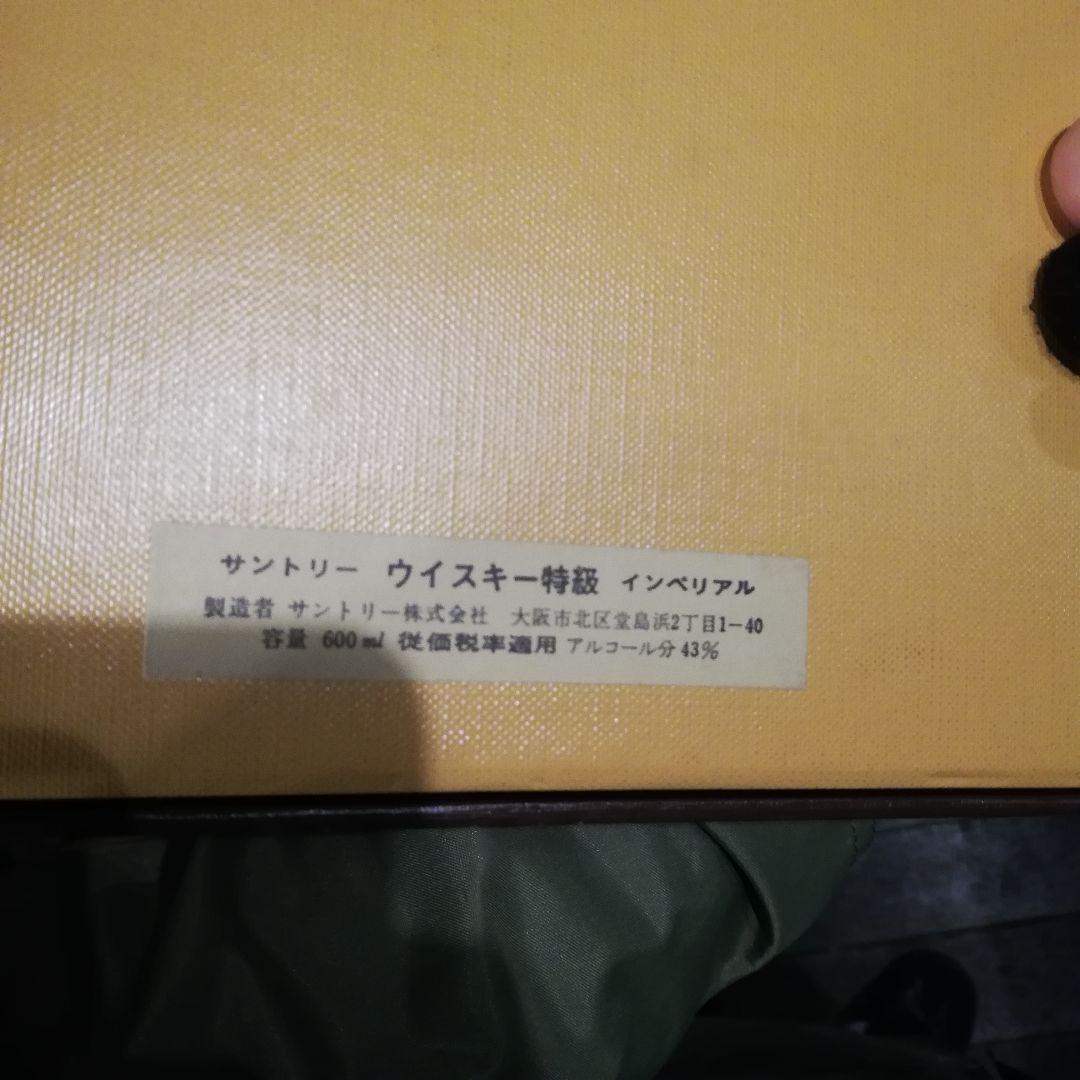 サントリー ウイスキー特級 インペリアル
製造者 サントリー株式会社 大阪市北区堂島浜2丁目1-40
容量 600ml 従価税率適用 アルコール分43%